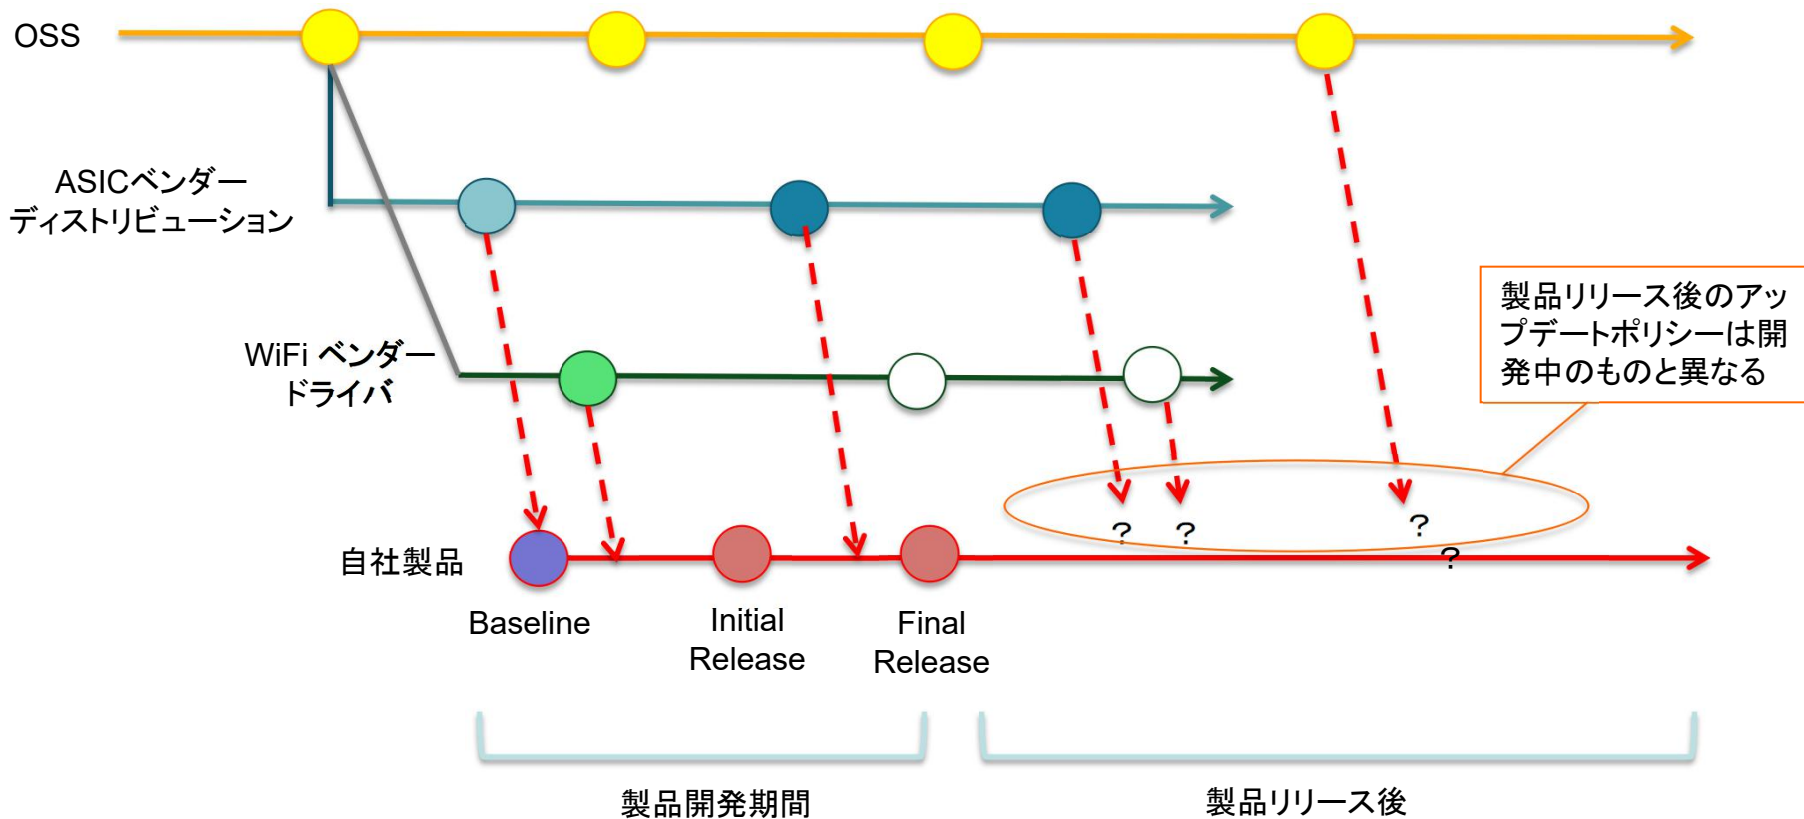 OSS
ASICベンダー
ディストリビューション
製品リリース後のアッ
プデートポリシーは開
発中のものと異なる
WiFi ベンダー
ドライバ
?
?
?
?
自社製品
Baseline
Initial
Release
Final
Release
製品開発期間
製品リリース後